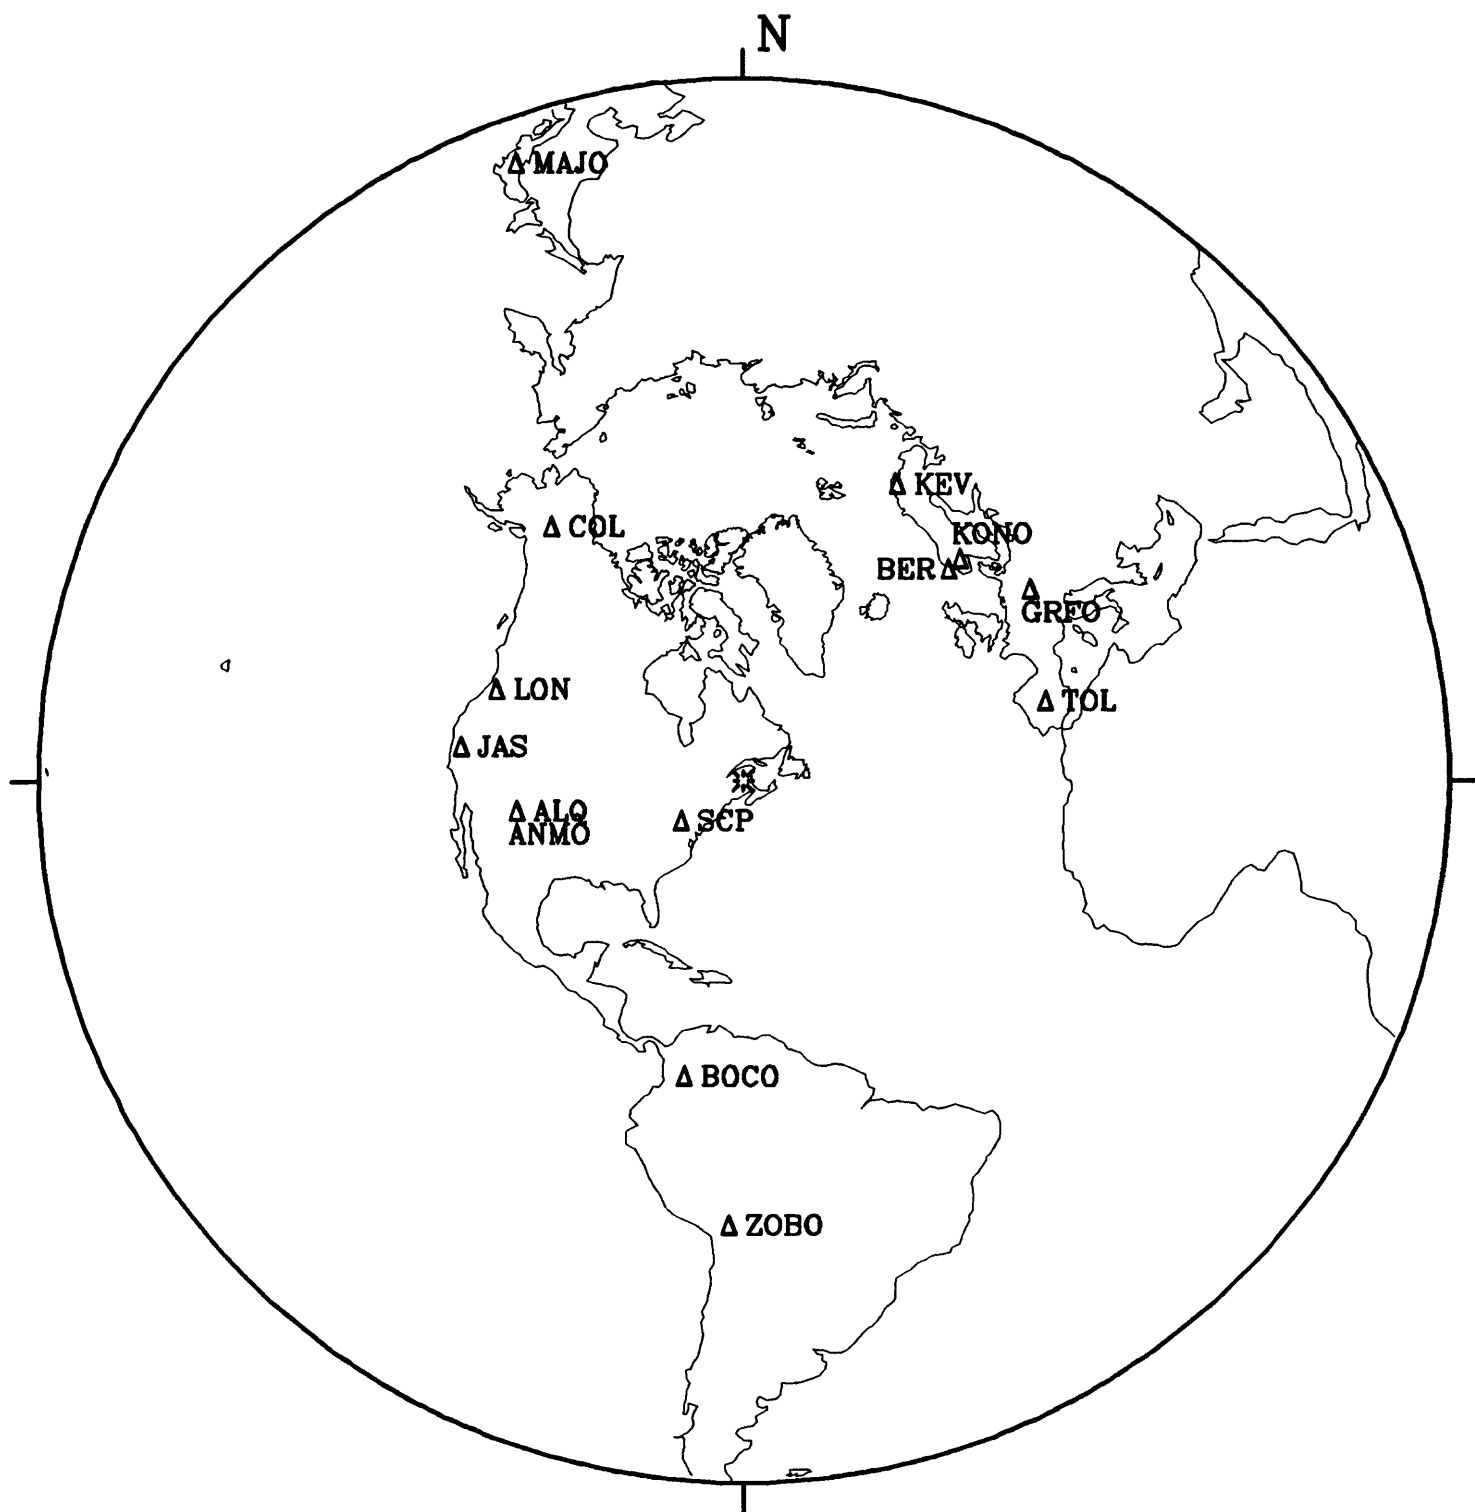 N
MAJO
KEV
COL
KONO
BER
GRFO
LON
TOL
JAS
ALQ
ANMO
SCP
BOCO
ZOBO